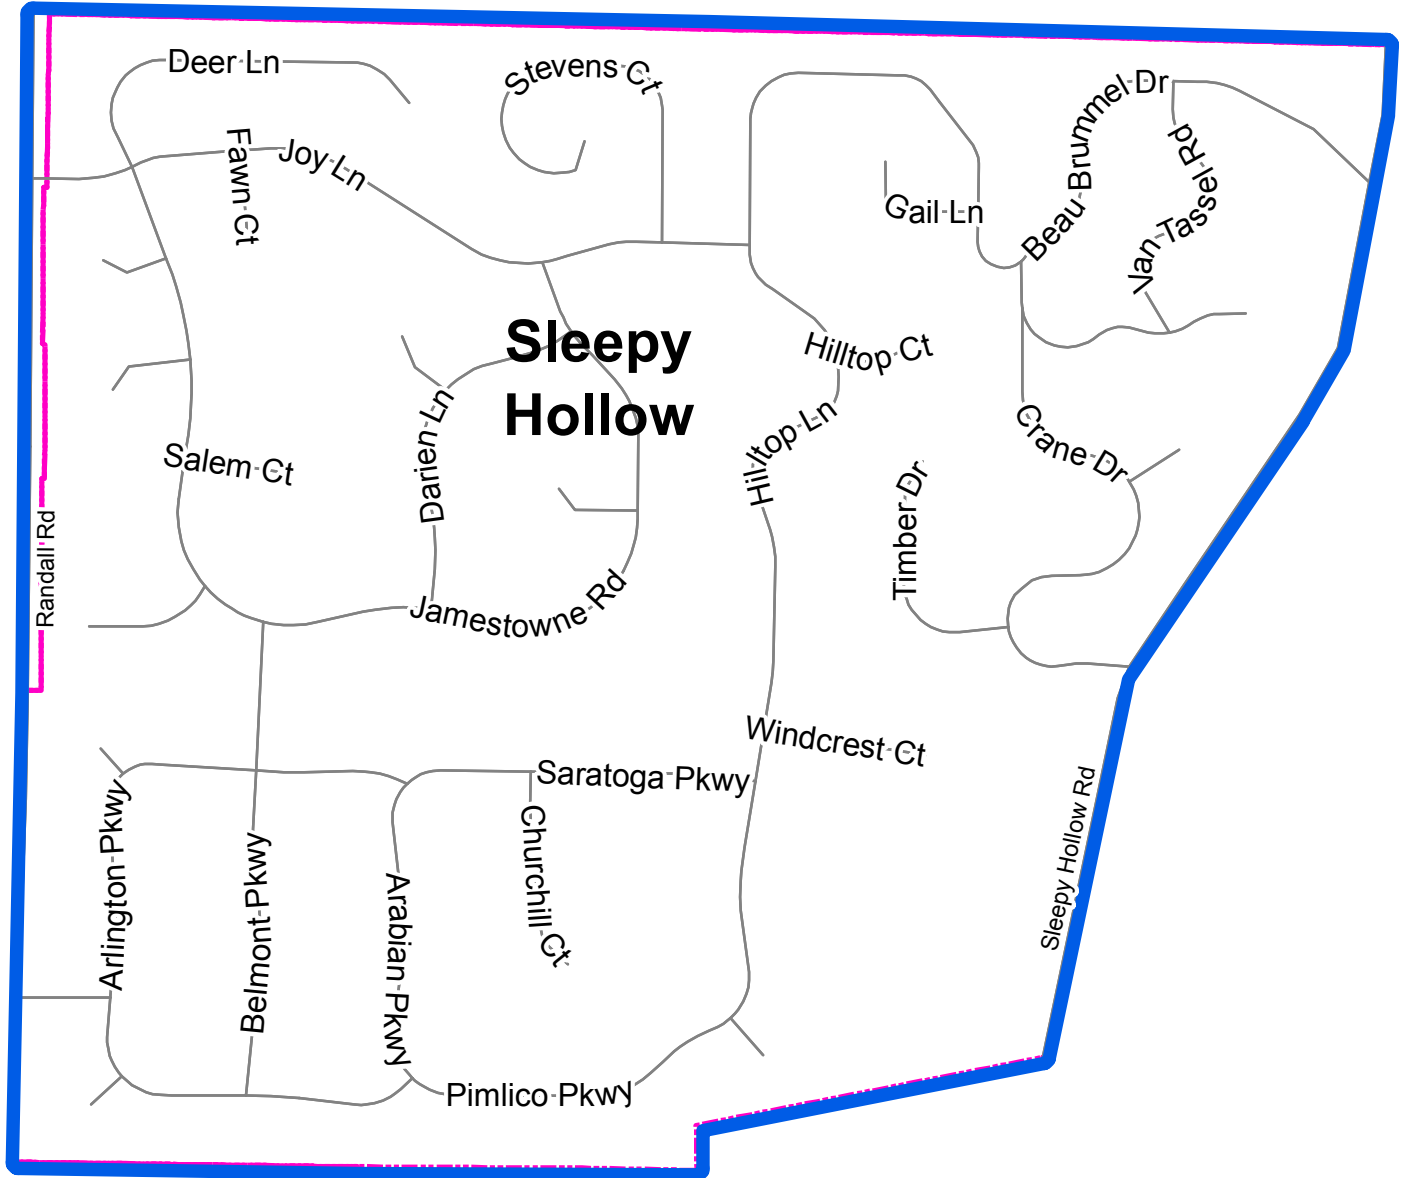 Deer Ln
Stevens Ct
Beau Brummel Dr
Fawn Ct
Joy Ln
Van Tassel Rd
Gail Ln
Sleepy
Hollow
Hilltop Ct
Hilltop Ln
Darien Ln
Crane Dr
Salem Ct
Timber Dr
Randall Rd
Jamestowne Rd
Windcrest Ct
Saratoga Pkwy
Arlington Pkwy
Belmont Pkwy
Arabian Pkwy
Churchill Ct
Sleepy Hollow Rd
Pimlico Pkwy